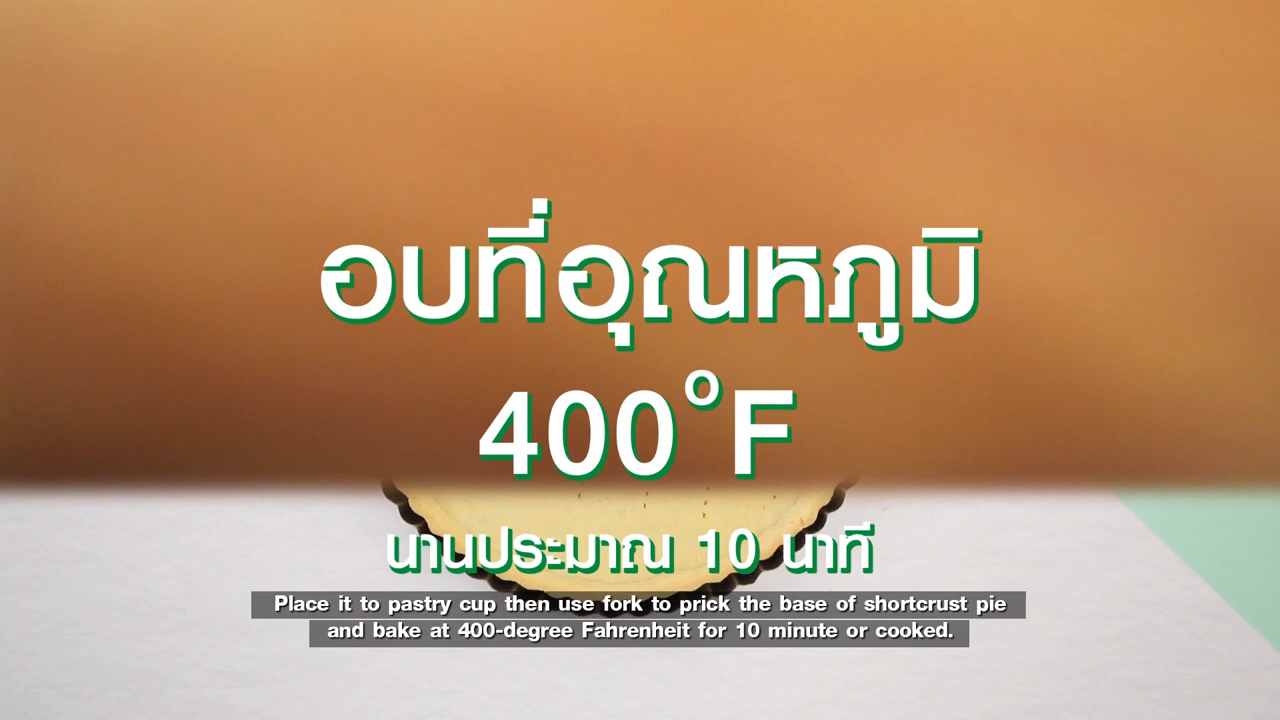 อบที่อุณหภูมิ
400°F
นานประมาณ 10 นาที
Place it to pastry cup then use fork to prick the base of shortcrust pie
and bake at 400-degree Fahrenheit for 10 minute or cooked.